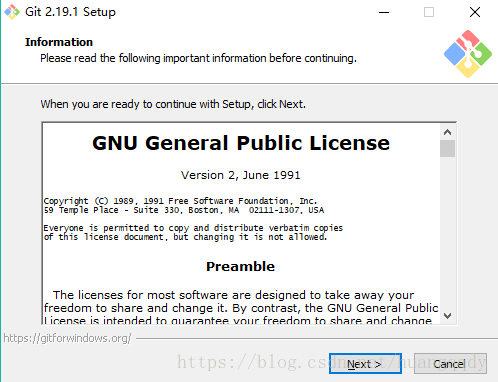 Git 2.19.1 Setup
Information
Please read the following important information before continuing.
When you are ready to continue with Setup, click Next.
GNU General Public License
Version 2, June 1991
Copyright (C) 1989, 1991 Free Software Foundation, Inc.
59 Temple Place - Suite 330, Boston, MA  02111-1307, USA
Everyone is permitted to copy and distribute verbatim copies
of this license document, but changing it is not allowed.
Preamble
The licenses for most software are designed to take away your
freedom to share and change it. By contrast, the GNU General Public
License is intended to guarantee your freedom to share and change
https://gitforwindows.org/
https://blog.csdn.net/
Next >
Cancel